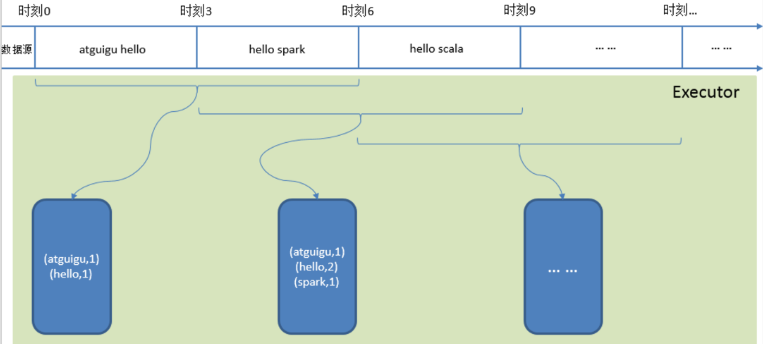 时刻0 时刻3 时刻6 时刻9 时刻...
数据源 atguigu hello hello spark hello scala ... ... ... ...
Executor
(atguigu,1)
(hello,1)
(atguigu,1)
(hello,2)
(spark,1)
... ...